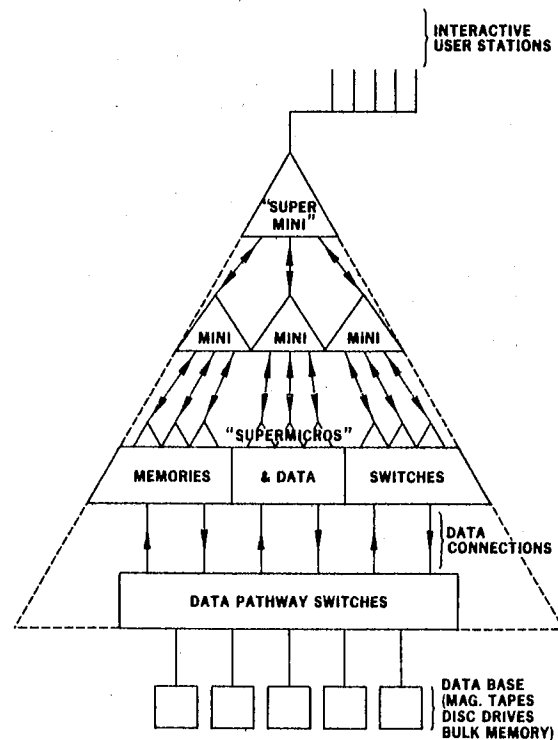 INTERACTIVE
USER STATIONS
"SUPER
MINI"
MINI MINI MINI
"SUPERMICROS"
MEMORIES & DATA SWITCHES
DATA
CONNECTIONS
DATA PATHWAY SWITCHES
DATA BASE
(MAG. TAPES
DISC DRIVES
BULK MEMORY)